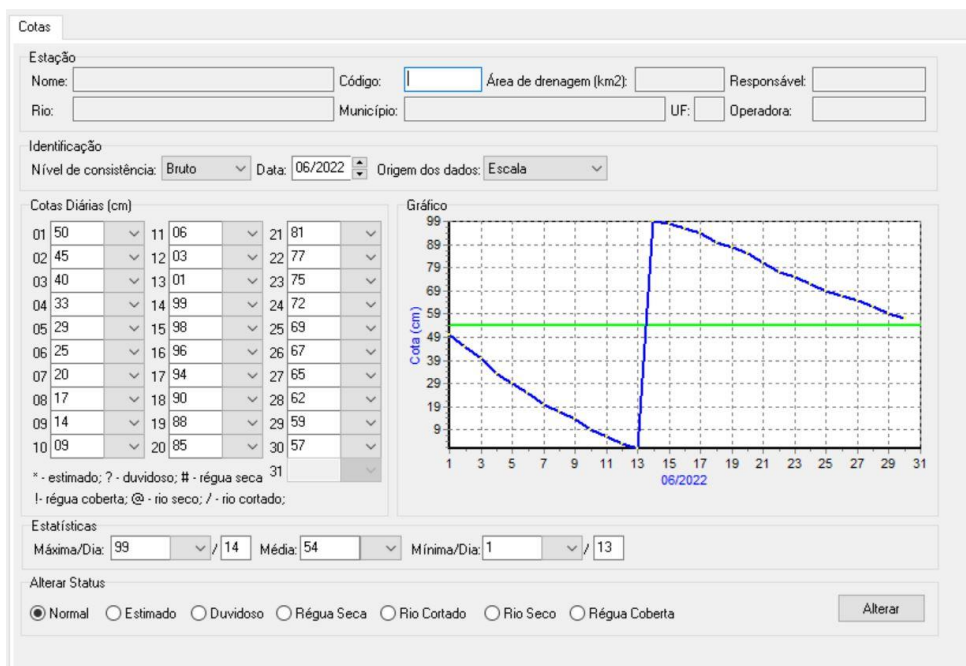 Cotas
Estação
Nome: Código: Área de drenagem (km2): Responsável:
Rio: Município: UF: Operadora:
Identificação
Nível de consistência: Bruto Data: 06/2022 Origem dos dados: Escala
Cotas Diárias (cm)
01 50 11 06 21 81
02 45 12 03 22 77
03 40 13 01 23 75
04 33 14 99 24 72
05 29 15 98 25 69
06 25 16 96 26 67
07 20 17 94 27 65
08 17 18 90 28 62
09 14 19 88 29 59
10 09 20 85 30 57
31
* - estimado; ? - duvidoso; # - régua seca
!- régua coberta; @ - rio seco; / - rio cortado;
Gráfico
Cota (cm)
99
89
79
69
59
49
39
29
19
9
1 3 5 7 9 11 13 15 17 19 21 23 25 27 29 31
06/2022
Estatísticas
Máxima/Dia: 99 / 14 Média: 54 Mínima/Dia: 1 / 13
Alterar Status
Normal Estimado Duvidoso Régua Seca Rio Cortado Rio Seco Régua Coberta Alterar